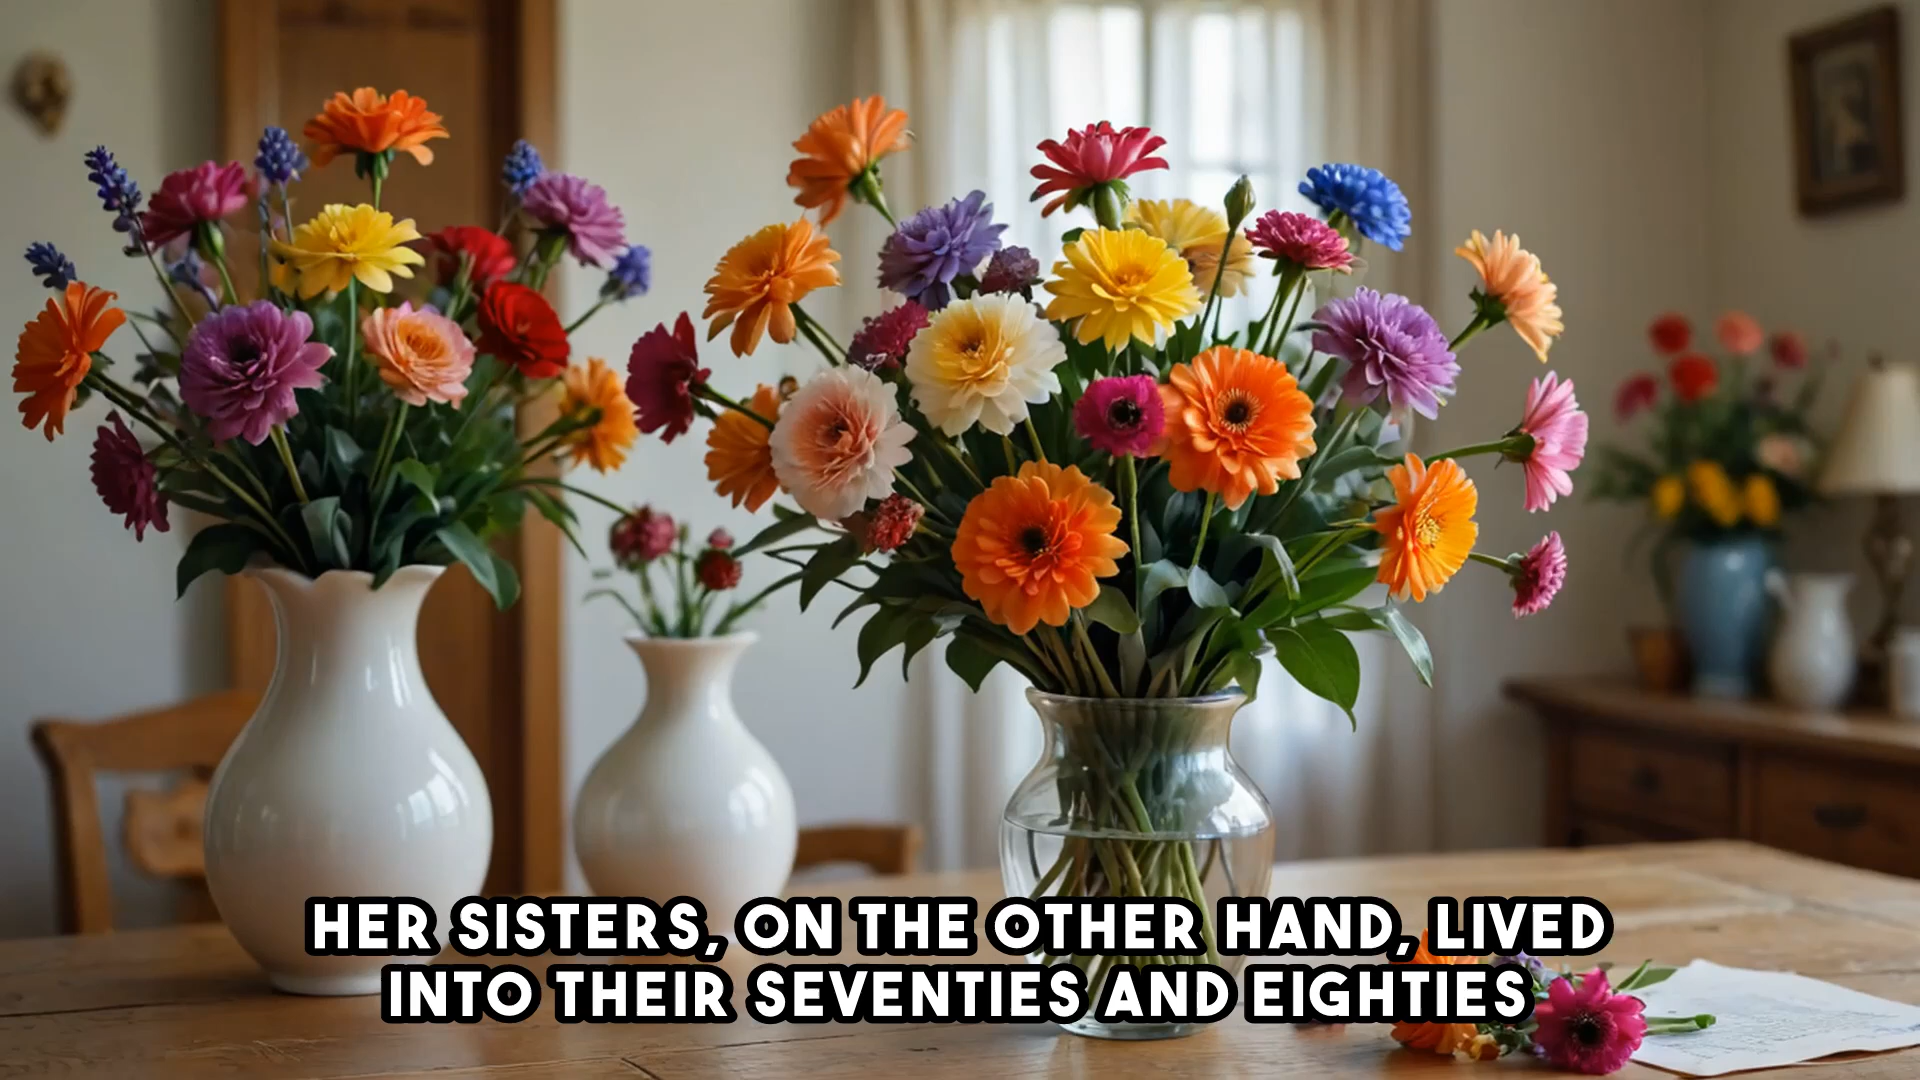 HER SISTERS, ON THE OTHER HAND, LIVED
INTO THEIR SEVENTIES AND EIGHTIES